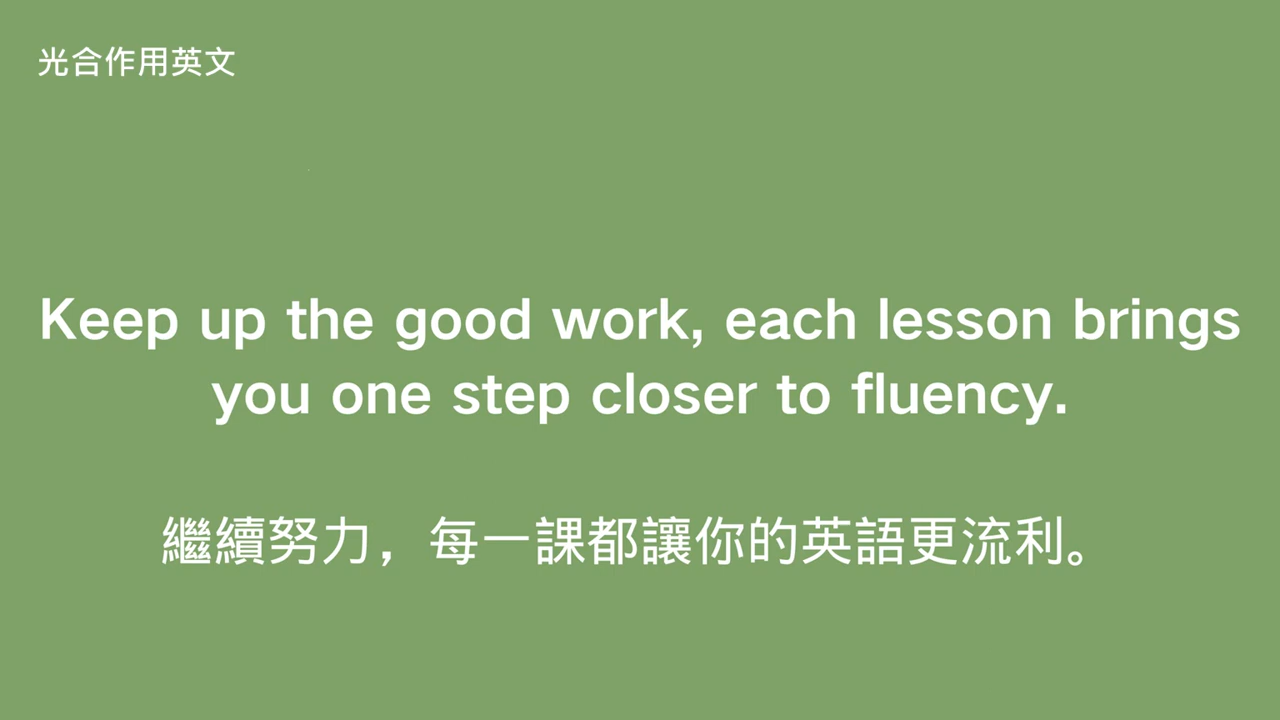 光合作用英文
Keep up the good work, each lesson brings
you one step closer to fluency.
繼續努力，每一課都讓你的英語更流利。